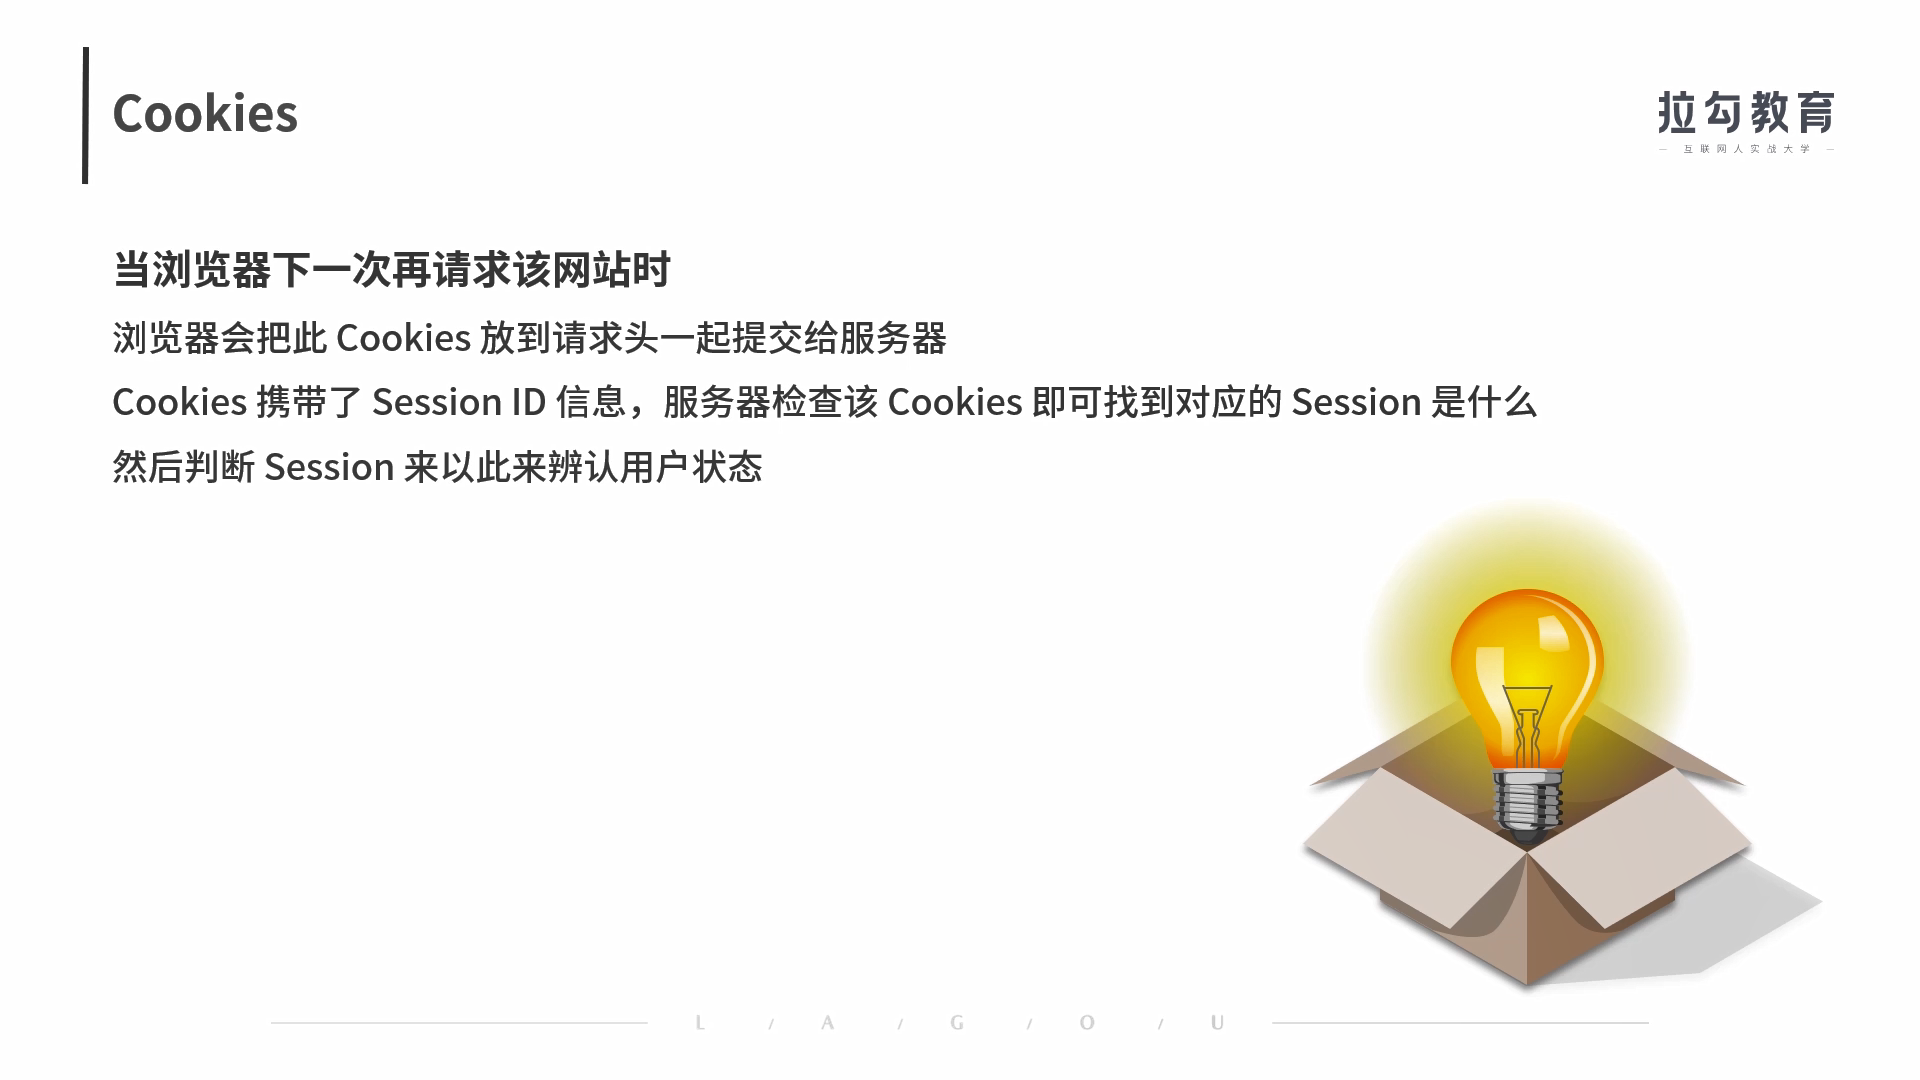 Cookies
拉勾教育
— 互联网人实战大学 —
当浏览器下一次再请求该网站时
浏览器会把此 Cookies 放到请求头一起提交给服务器
Cookies 携带了 Session ID 信息，服务器检查该 Cookies 即可找到对应的 Session 是什么
然后判断 Session 来以此来辨认用户状态
L / A / G / O / U